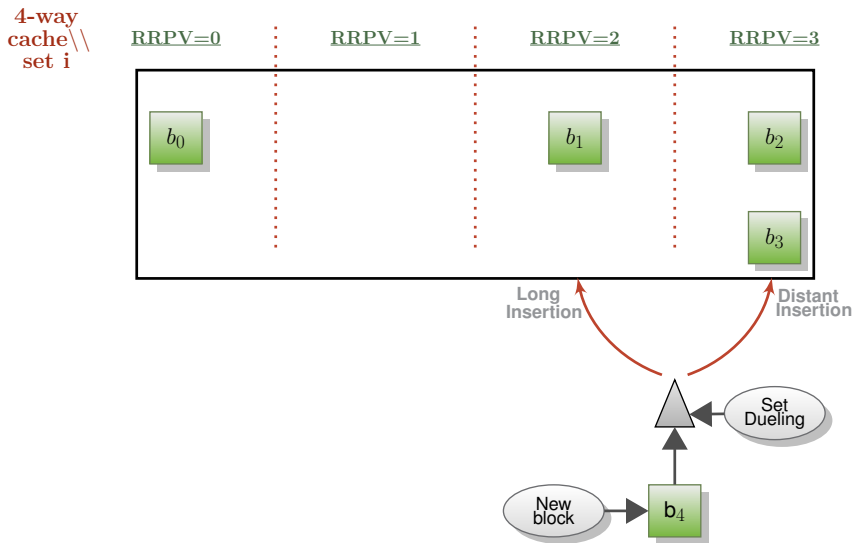 4-way
cache\\
set i
RRPV=0 RRPV=1 RRPV=2 RRPV=3
b0 b1 b2
b3
Long
Insertion
Distant
Insertion
Set
Dueling
New
block
b4